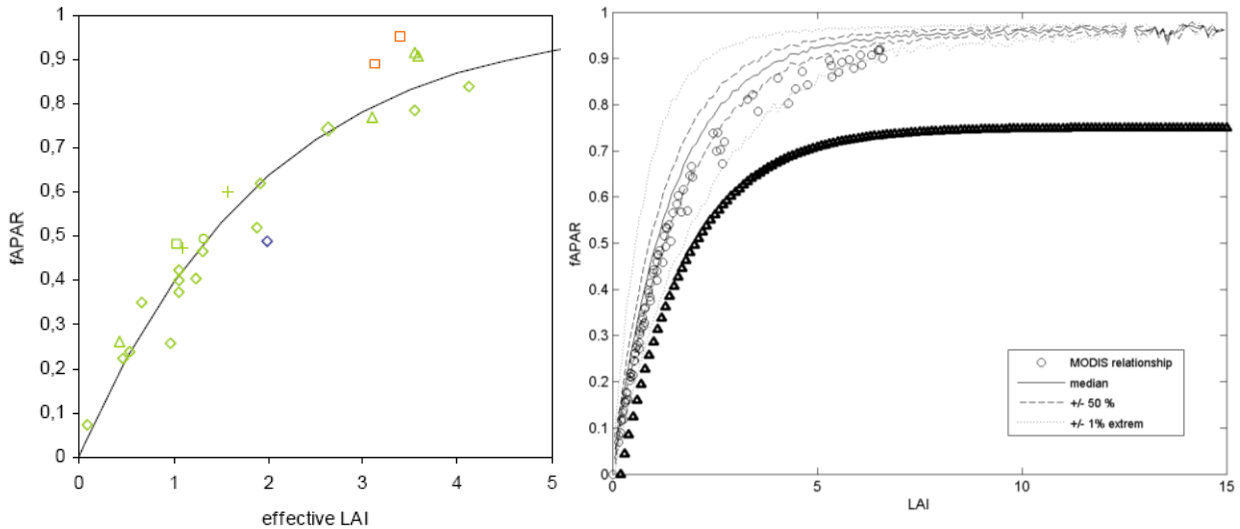 1
0,9
0,8
0,7
0,6
0,5
0,4
0,3
0,2
0,1
0
fAPAR
0 1 2 3 4 5
effective LAI
1
0.9
0.8
0.7
0.6
0.5
0.4
0.3
0.2
0.1
0
fAPAR
0 5 10 15
LAI
MODIS relationship
median
+/- 50 %
+/- 1% extrem